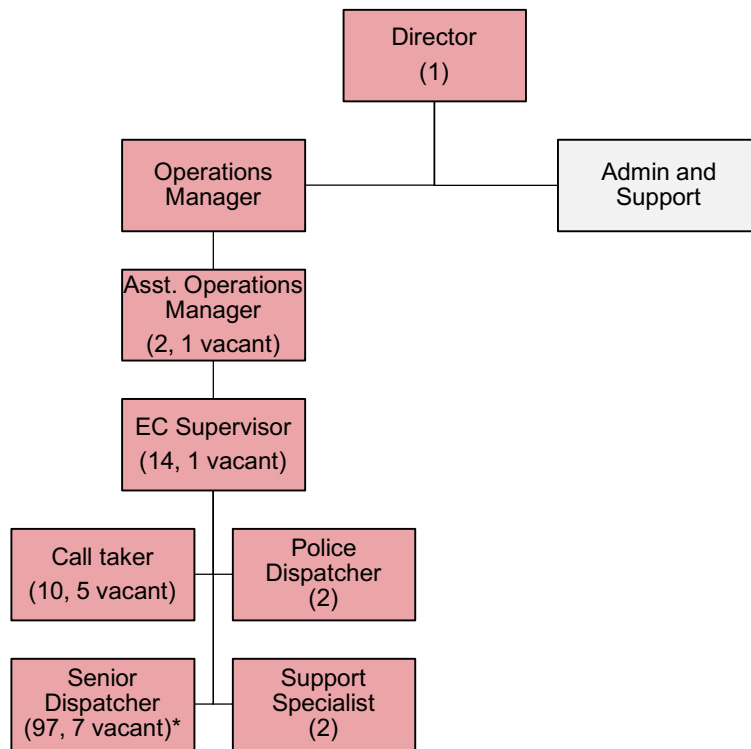 Director
(1)
Operations
Manager
Admin and
Support
Asst. Operations
Manager
(2, 1 vacant)
EC Supervisor
(14, 1 vacant)
Call taker
(10, 5 vacant)
Police
Dispatcher
(2)
Senior
Dispatcher
(97, 7 vacant)*
Support
Specialist
(2)